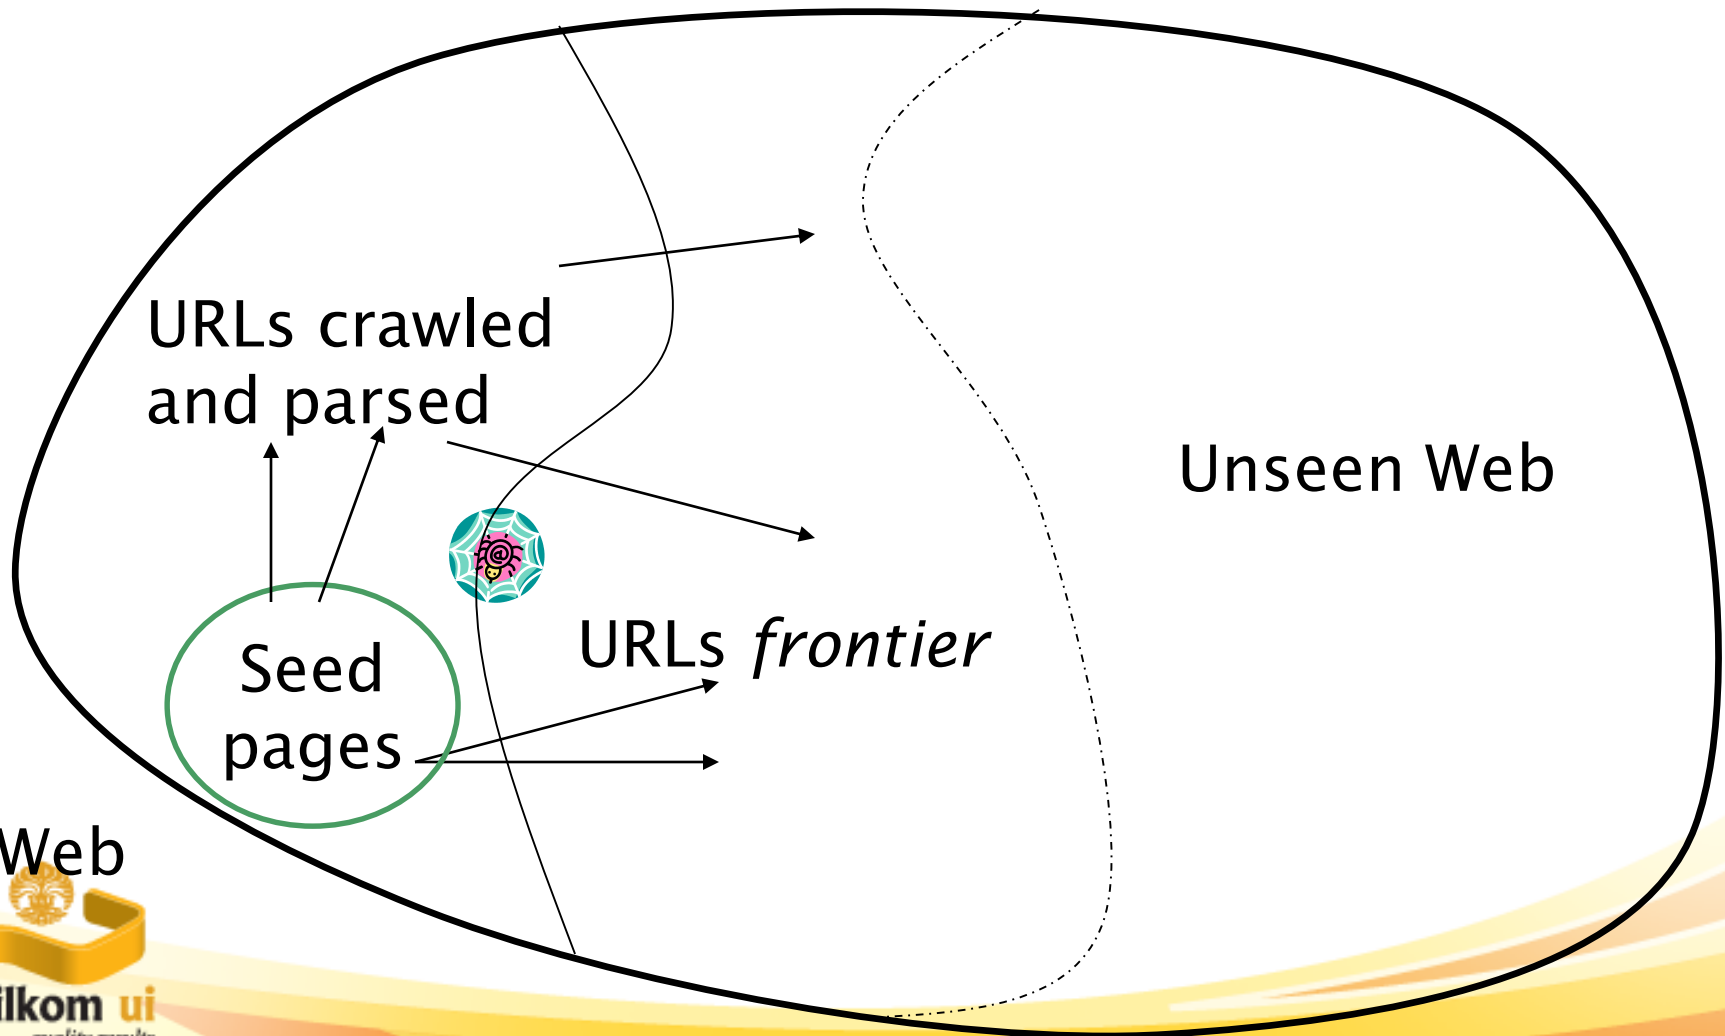 URLs crawled
and parsed
Unseen Web
URLs frontier
Seed
pages
Web
ilkom ui